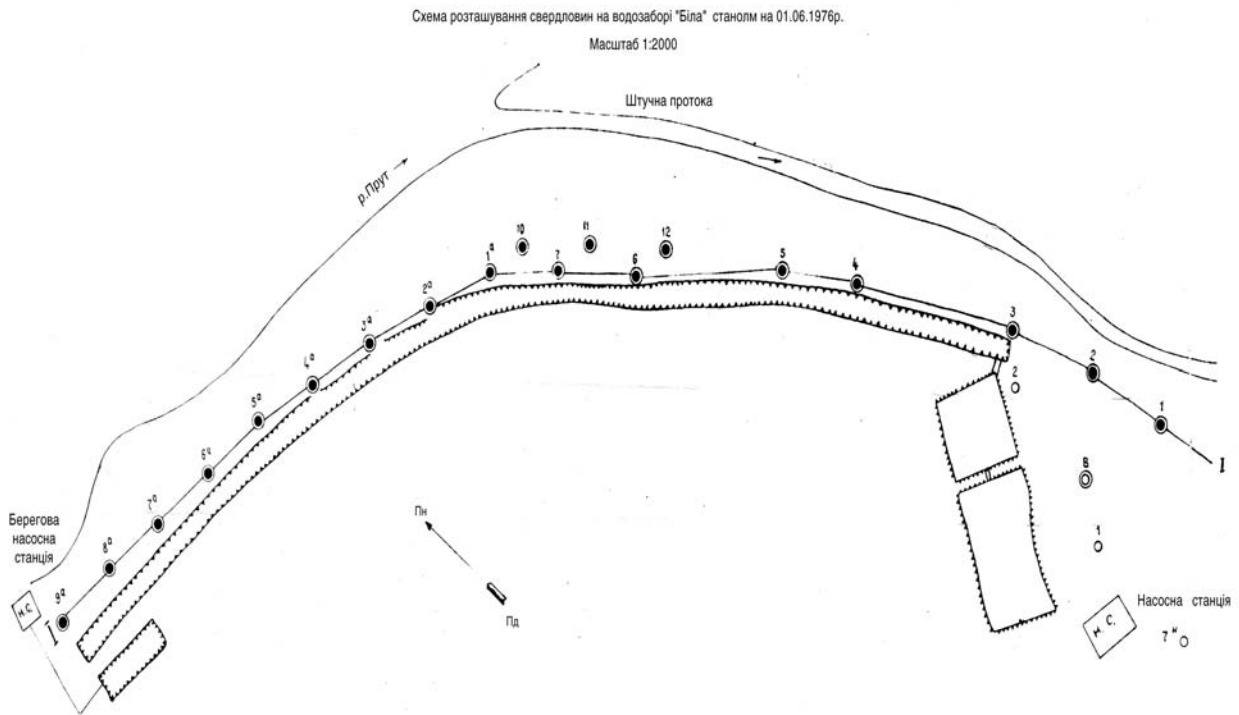 Схема розташування свердловин на водозаборі "Біла" станолм на 01.06.1976р.
Масштаб 1:2000
Штучна протока
р.Прут
10
11
12
1а
7
6
5
4
2а
3
3а
2
4а
2
5а
1
6а
I
В
7а
Пн
Берегова
насосна
станція
8а
1
Н.С.
9а
I
Пд
Насосна станція
Н.С.
7н